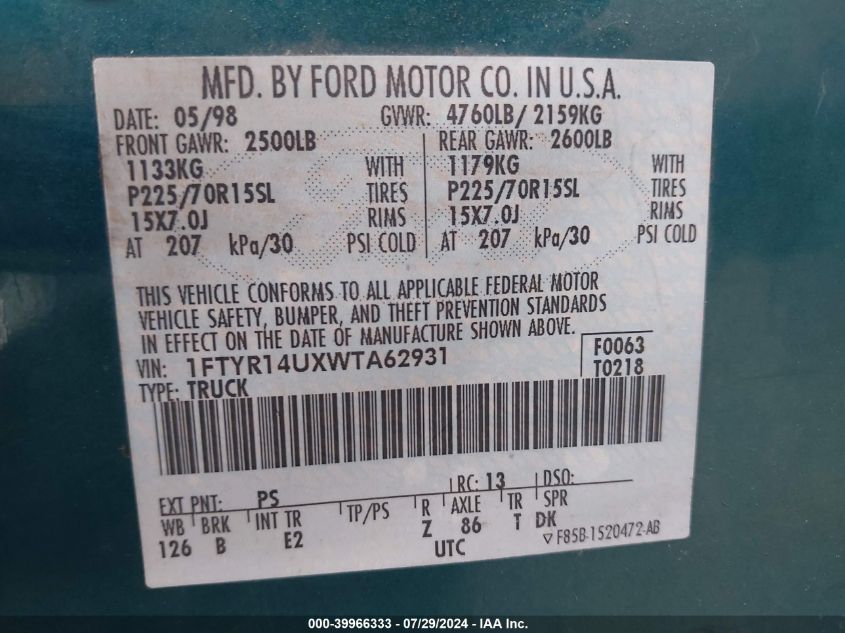 MFD. BY FORD MOTOR CO. IN U.S.A.
DATE: 05/98 GVWR: 4760LB/ 2159KG
FRONT GAWR: 2500LB REAR GAWR: 2600LB
1133KG WITH 1179KG WITH
P225/70R15SL TIRES P225/70R15SL TIRES
15X7.0J RIMS 15X7.0J RIMS
AT 207 kPa/30 PSI COLD AT 207 kPa/30 PSI COLD
THIS VEHICLE CONFORMS TO ALL APPLICABLE FEDERAL MOTOR
VEHICLE SAFETY, BUMPER, AND THEFT PREVENTION STANDARDS
IN EFFECT ON THE DATE OF MANUFACTURE SHOWN ABOVE.
VIN: 1FTYR14UXWTA62931 F0063
TYPE: TRUCK T0218
EXT PNT: PS RC: 13 DSO:
WB BRK INT TR TP/PS R AXLE TR SPR
126 B E2 Z 86 T DK
UTC ▽F85B-1520472-AB
000-39966333 / 07/29/2024 - IAA Inc.